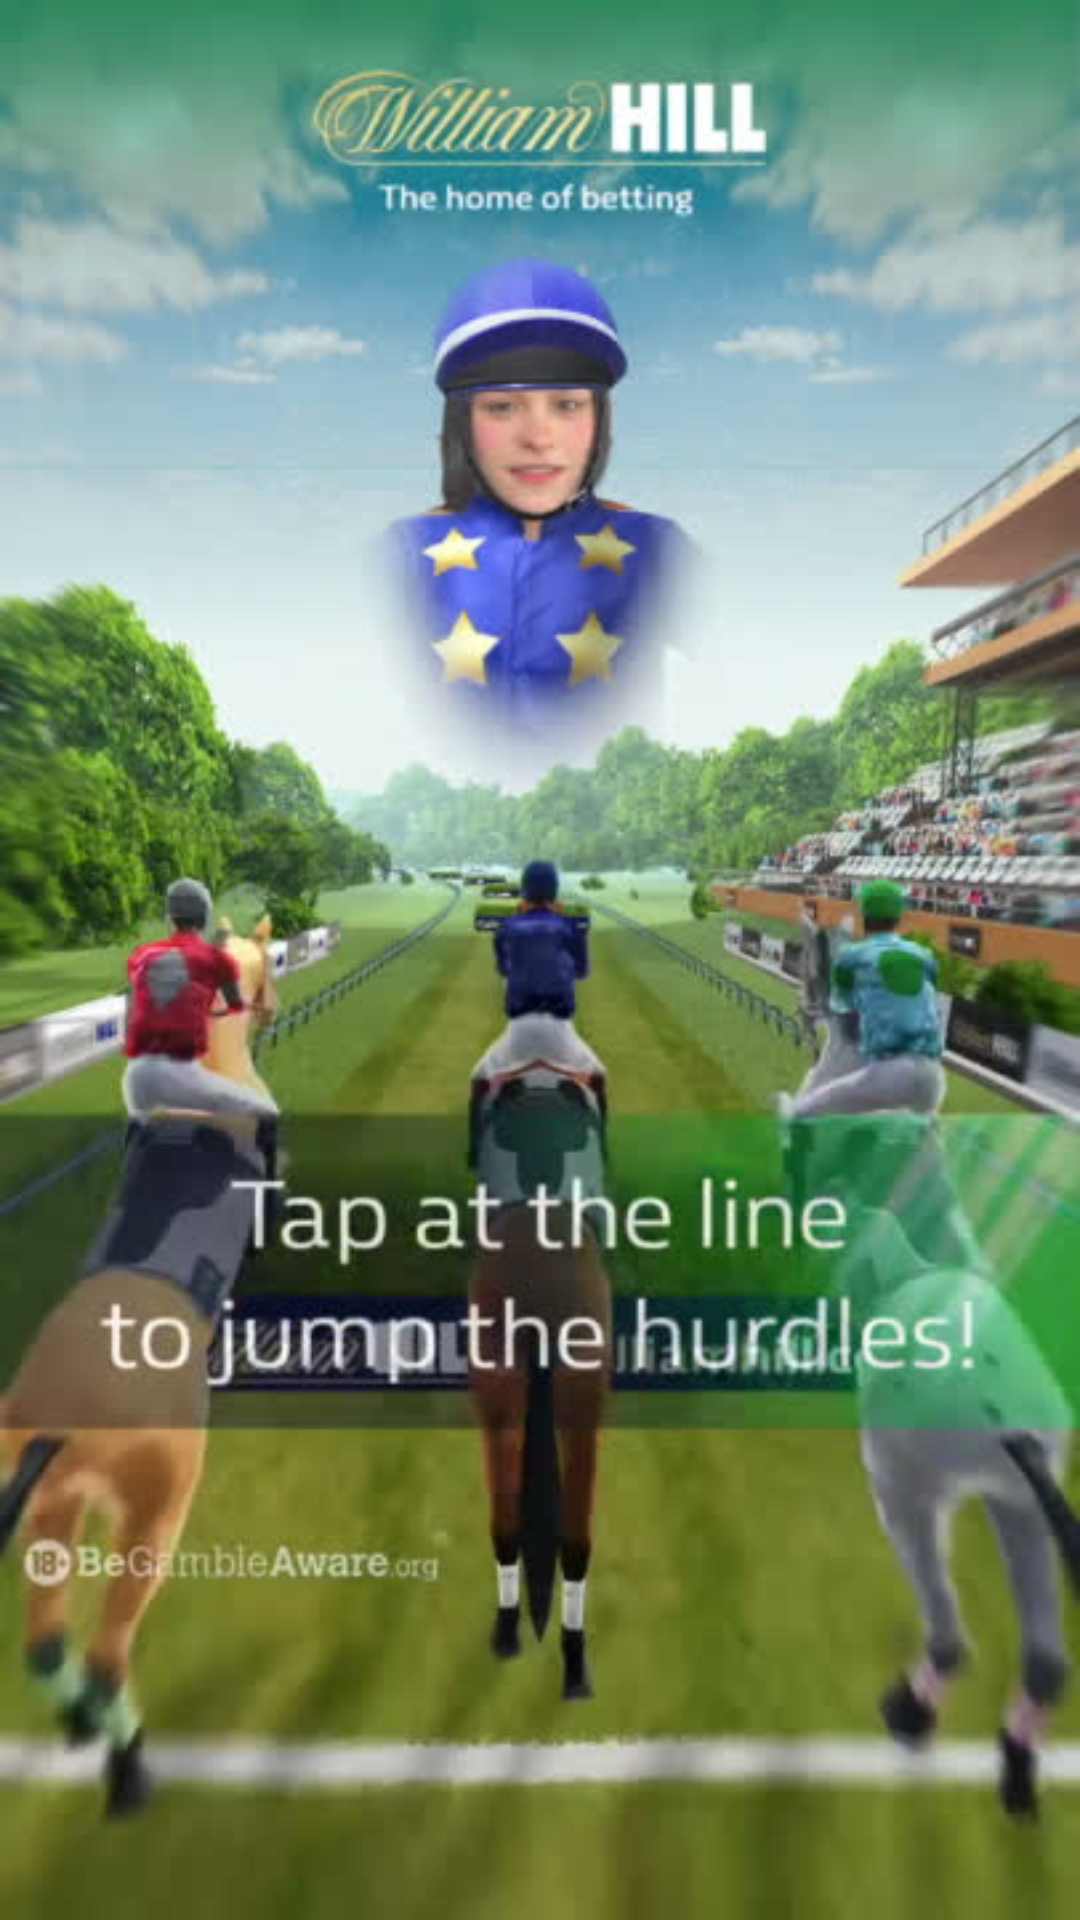 William HILL
The home of betting
Tap at the line
to jump the hurdles!
18+ BeGambleAware.org